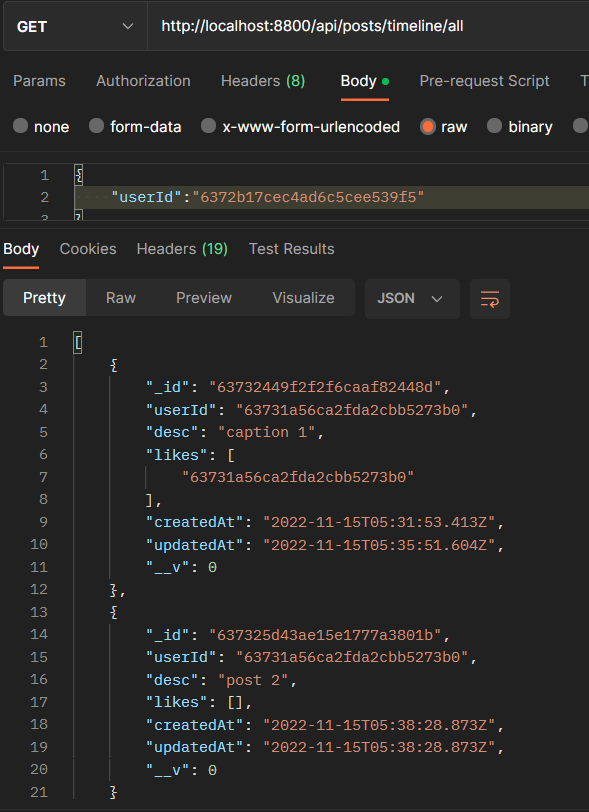 GET http://localhost:8800/api/posts/timeline/all
Params Authorization Headers (8) Body Pre-request Script T
none form-data x-www-form-urlencoded raw binary
1 {
2 "userId":"6372b17cec4ad6c5cee539f5"
3 }
Body Cookies Headers (19) Test Results
Pretty Raw Preview Visualize JSON
1 [
2 {
3 "_id": "63732449f2f2f6caaf82448d",
4 "userId": "63731a56ca2fda2cbb5273b0",
5 "desc": "caption 1",
6 "likes": [
7 "63731a56ca2fda2cbb5273b0"
8 ],
9 "createdAt": "2022-11-15T05:31:53.413Z",
10 "updatedAt": "2022-11-15T05:35:51.604Z",
11 "__v": 0
12 },
13 {
14 "_id": "637325d43ae15e1777a3801b",
15 "userId": "63731a56ca2fda2cbb5273b0",
16 "desc": "post 2",
17 "likes": [],
18 "createdAt": "2022-11-15T05:38:28.873Z",
19 "updatedAt": "2022-11-15T05:38:28.873Z",
20 "__v": 0
21 }